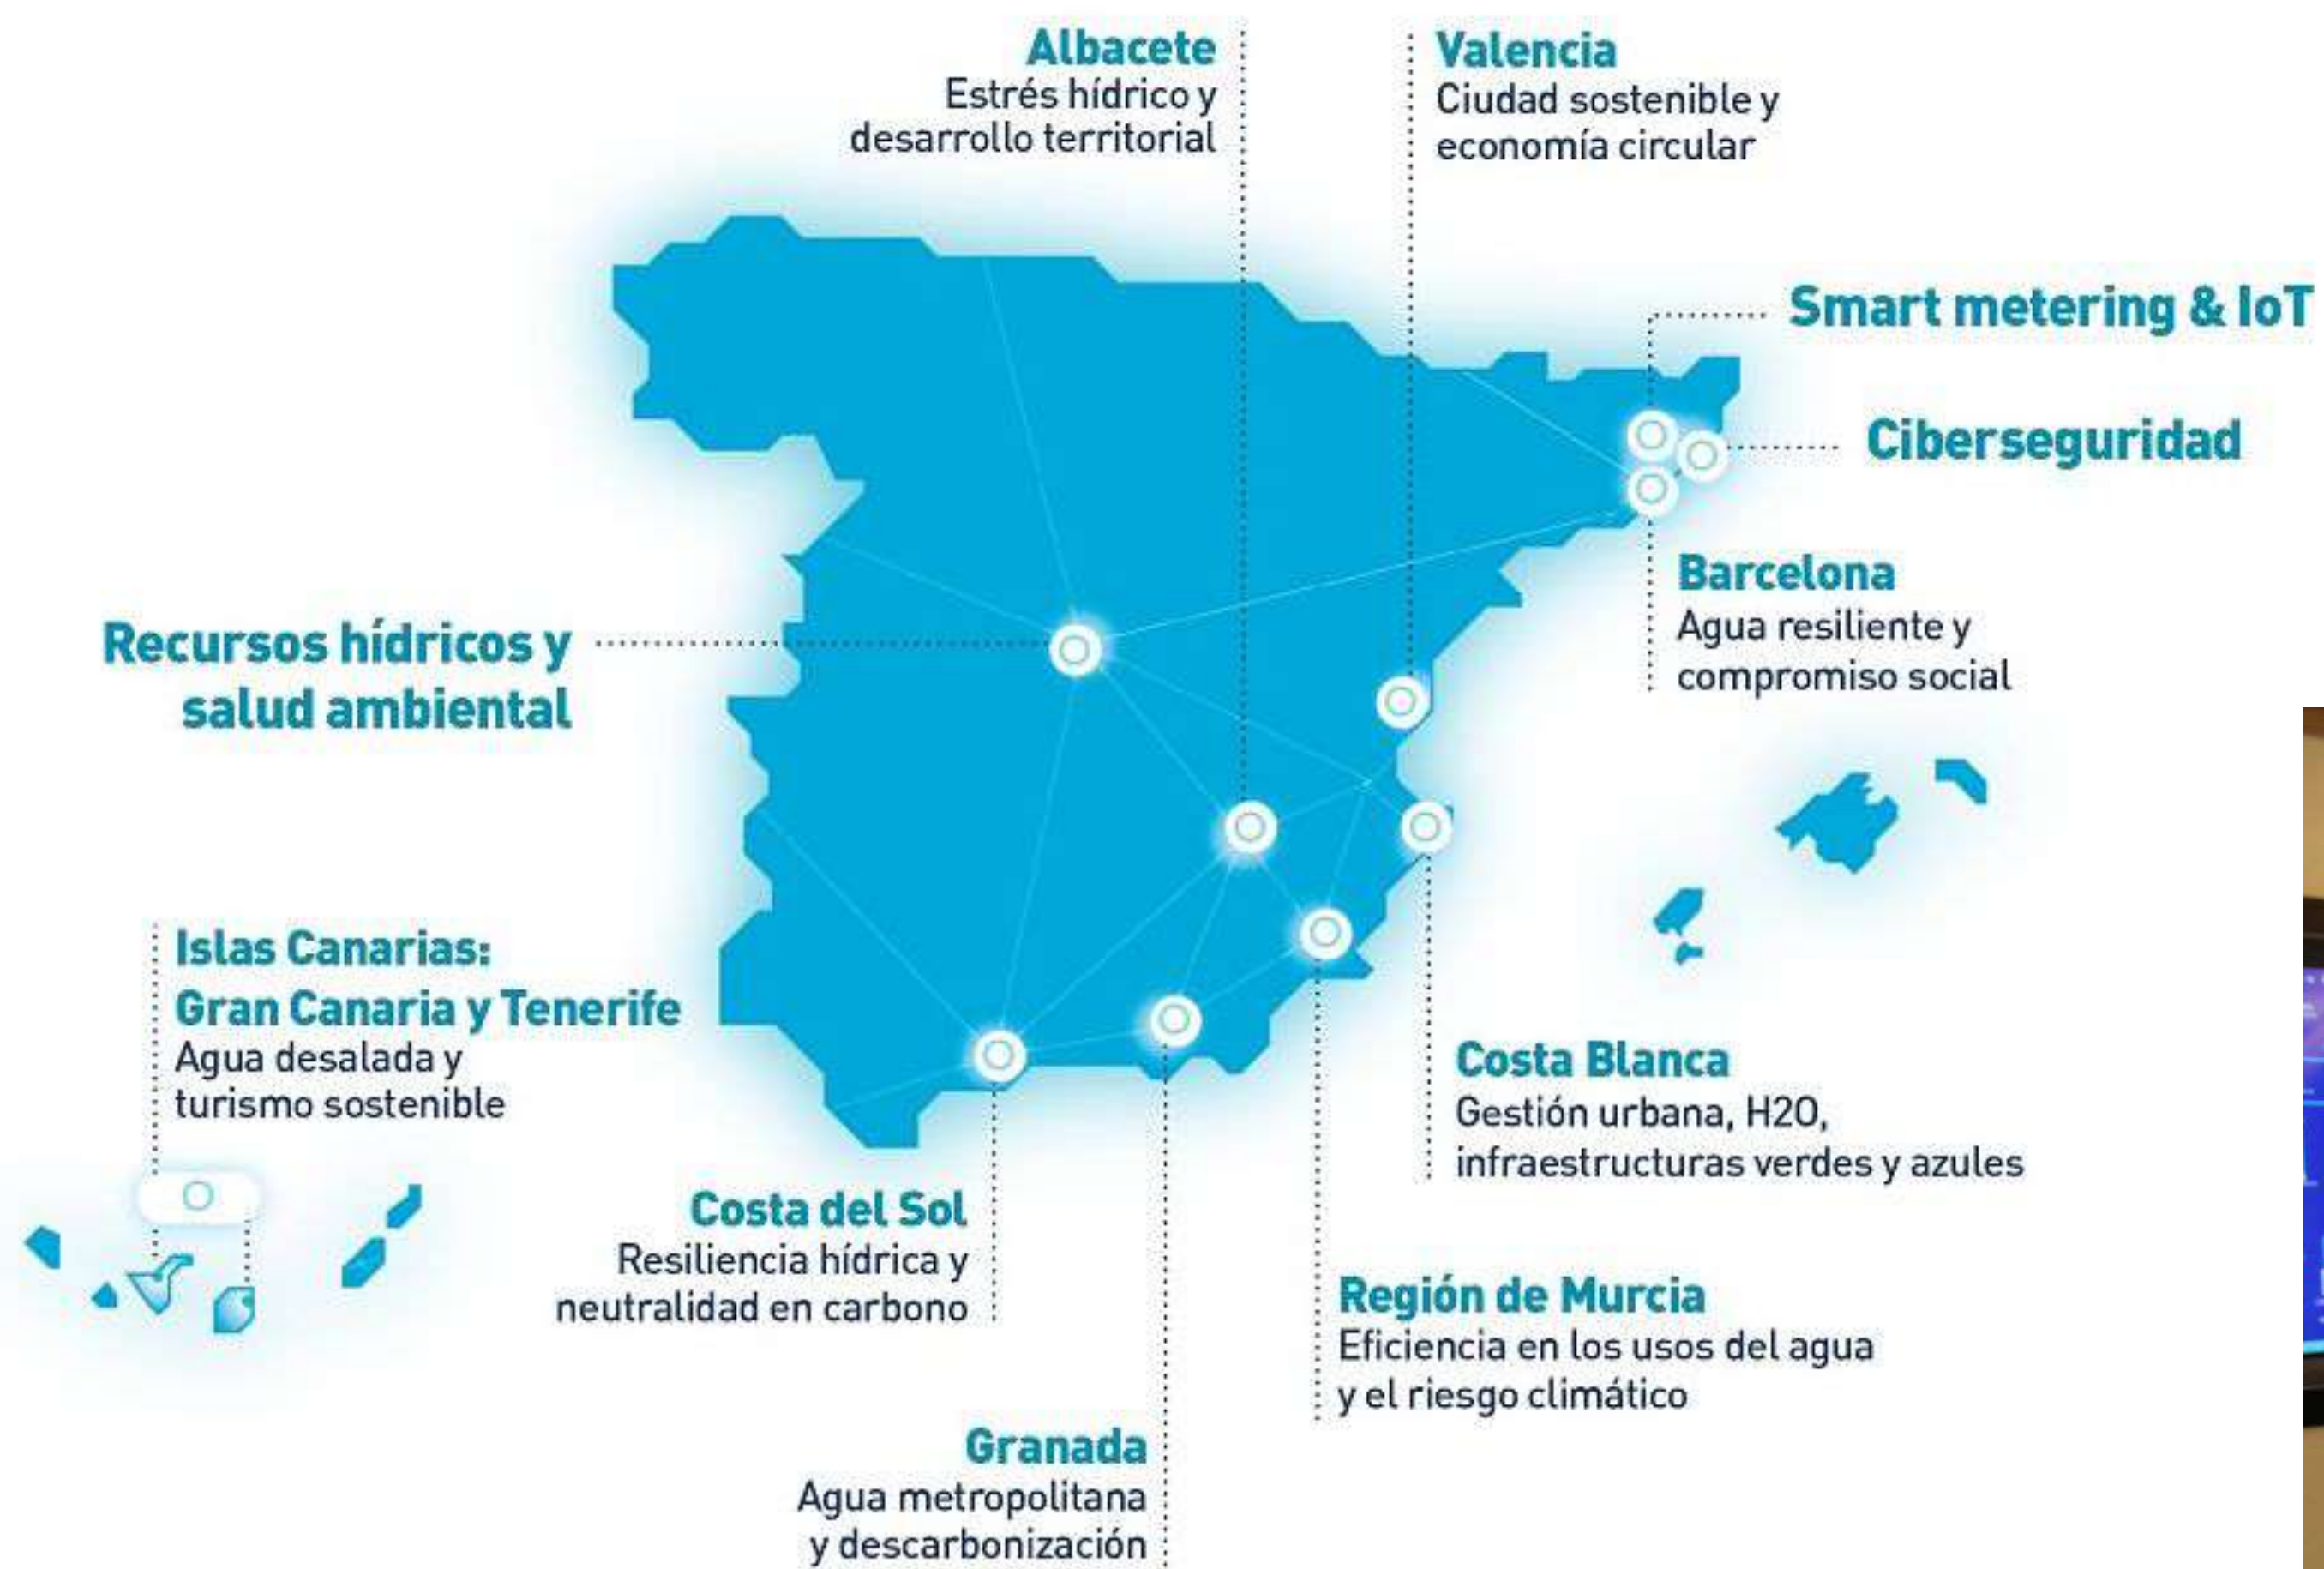 Albacete
Estrés hídrico y
desarrollo territorial
Valencia
Ciudad sostenible y
economía circular
Smart metering & IoT
Ciberseguridad
Barcelona
Agua resiliente y
compromiso social
Recursos hídricos y
salud ambiental
Islas Canarias:
Gran Canaria y Tenerife
Agua desalada y
turismo sostenible
Costa Blanca
Gestión urbana, H2O,
infraestructuras verdes y azules
Costa del Sol
Resiliencia hídrica y
neutralidad en carbono
Región de Murcia
Eficiencia en los usos del agua
y el riesgo climático
Granada
Agua metropolitana
y descarbonización